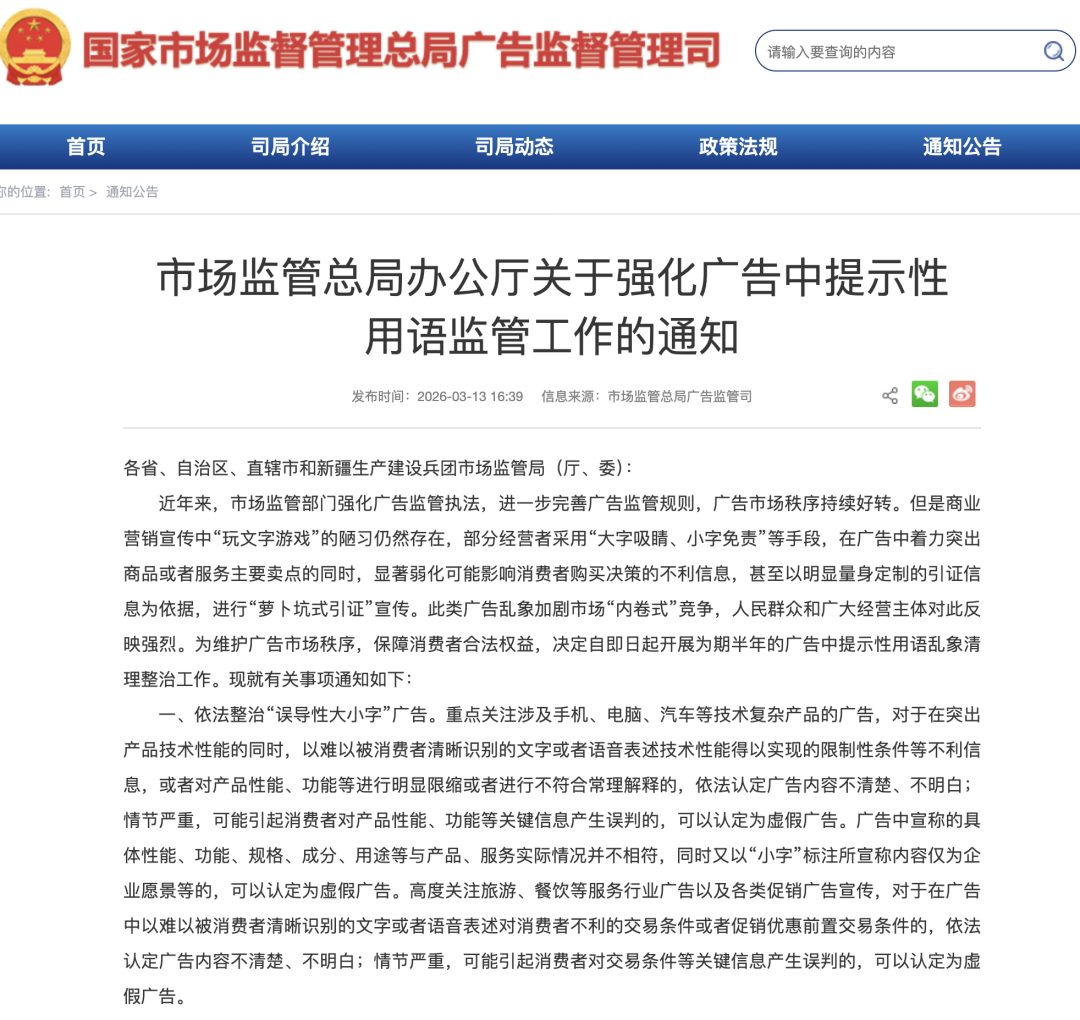 国家市场监督管理总局广告监督管理司
请输入要查询的内容
首页 司局介绍 司局动态 政策法规 通知公告
你的位置: 首页 > 通知公告
市场监管总局办公厅关于强化广告中提示性
用语监管工作的通知
发布时间：2026-03-13 16:39 信息来源：市场监管总局广告监管司
各省、自治区、直辖市和新疆生产建设兵团市场监管局（厅、委）：
近年来，市场监管部门强化广告监管执法，进一步完善广告监管规则，广告市场秩序持续好转。但是商业
营销宣传中“玩文字游戏”的陋习仍然存在，部分经营者采用“大字吸睛、小字免责”等手段，在广告中着力突出
商品或者服务主要卖点的同时，显著弱化可能影响消费者购买决策的不利信息，甚至以明显量身定制的引证信
息为依据，进行“萝卜坑式引证”宣传。此类广告乱象加剧市场“内卷式”竞争，人民群众和广大经营主体对此反
映强烈。为维护广告市场秩序，保障消费者合法权益，决定自即日起开展为期半年的广告中提示性用语乱象清
理整治工作。现就有关事项通知如下：
一、依法整治“误导性大小字”广告。重点关注涉及手机、电脑、汽车等技术复杂产品的广告，对于在突出
产品技术性能的同时，以难以被消费者清晰识别的文字或者语音表述技术性能得以实现的限制性条件等不利信
息，或者对产品性能、功能等进行明显限缩或者进行不符合常理解释的，依法认定广告内容不清楚、不明白；
情节严重，可能引起消费者对产品性能、功能等关键信息产生误判的，可以认定为虚假广告。广告中宣称的具
体性能、功能、规格、成分、用途等与产品、服务实际情况并不相符，同时又以“小字”标注所宣称内容仅为企
业愿景等的，可以认定为虚假广告。高度关注旅游、餐饮等服务行业广告以及各类促销广告宣传，对于在广告
中以难以被消费者清晰识别的文字或者语音表述对消费者不利的交易条件或者促销优惠前置交易条件的，依法
认定广告内容不清楚、不明白；情节严重，可能引起消费者对交易条件等关键信息产生误判的，可以认定为虚
假广告。